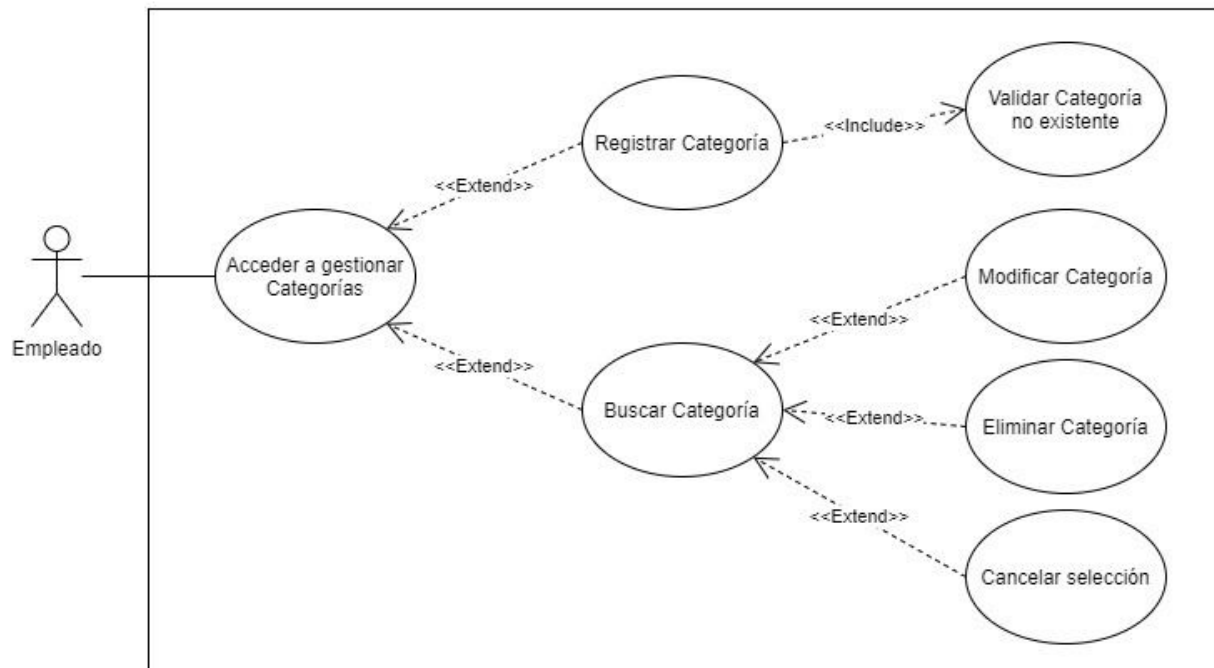 Validar Categoría
no existente
<<Include>>
Registrar Categoría
<<Extend>>
Acceder a gestionar
Categorías
Modificar Categoría
<<Extend>>
Empleado
<<Extend>>
Buscar Categoría
<<Extend>>
Eliminar Categoría
<<Extend>>
Cancelar selección